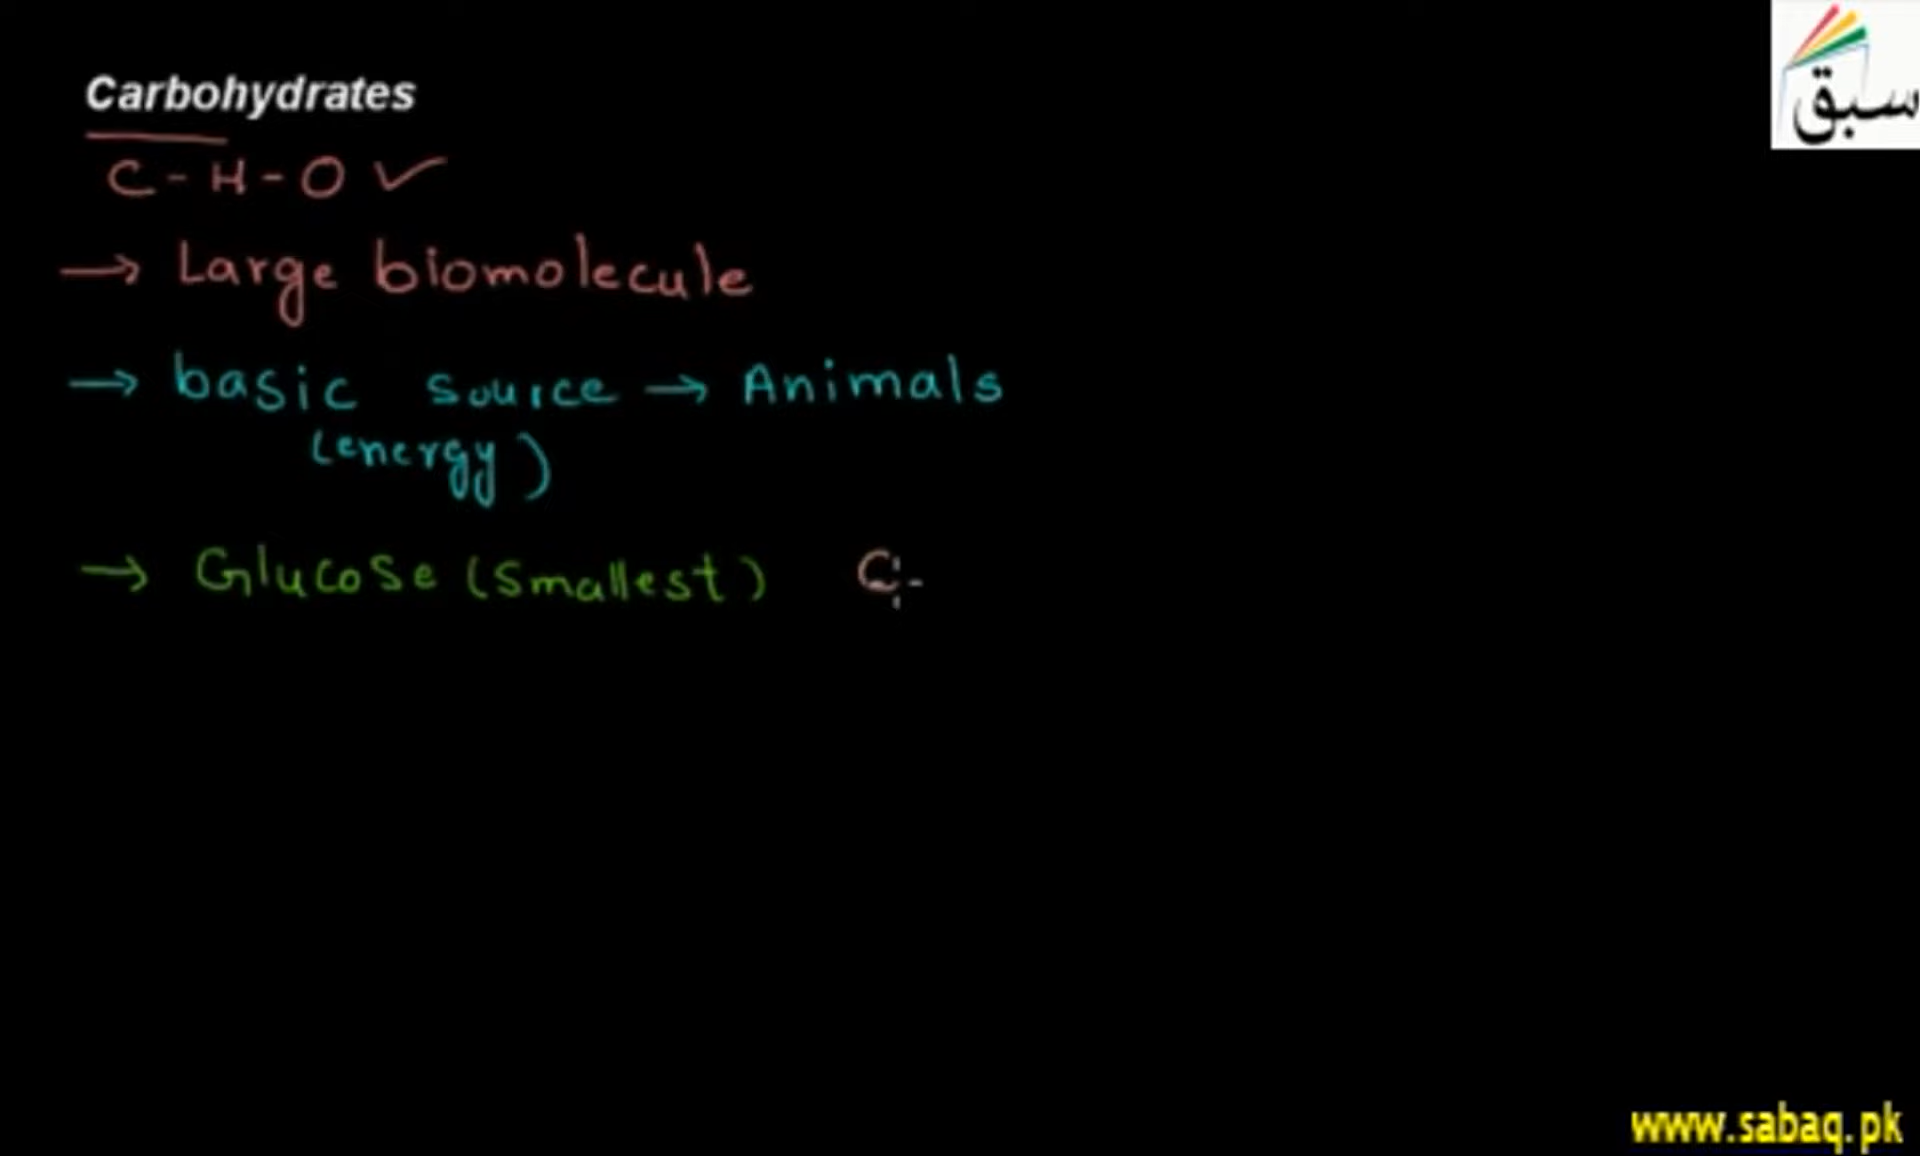 سبق
Carbohydrates
C-H-O ✓
→ Large biomolecule
→ basic source → Animals
(energy)
→ Glucose (smallest) C
www.sabaq.pk